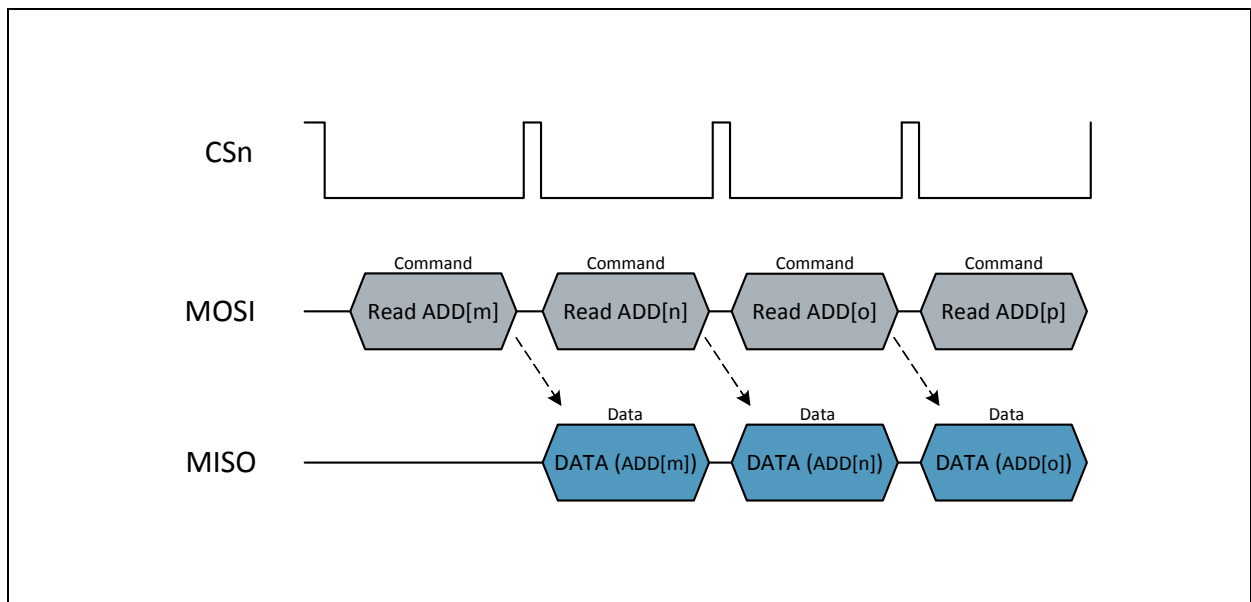 CSn
Command Command Command Command
MOSI Read ADD[m] Read ADD[n] Read ADD[o] Read ADD[p]
Data Data Data
MISO DATA (ADD[m]) DATA (ADD[n]) DATA (ADD[o])